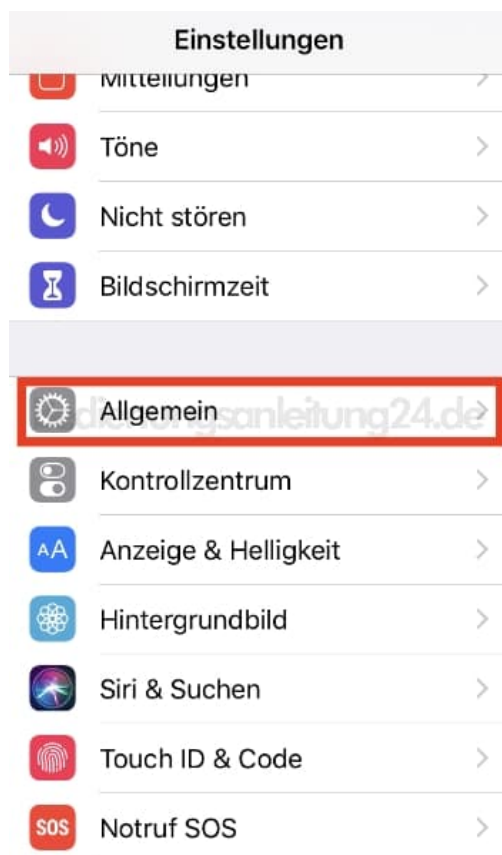 Einstellungen
Mitteilungen
Töne
Nicht stören
Bildschirmzeit
Allgemein
Kontrollzentrum
AA Anzeige & Helligkeit
Hintergrundbild
Siri & Suchen
Touch ID & Code
SOS Notruf SOS